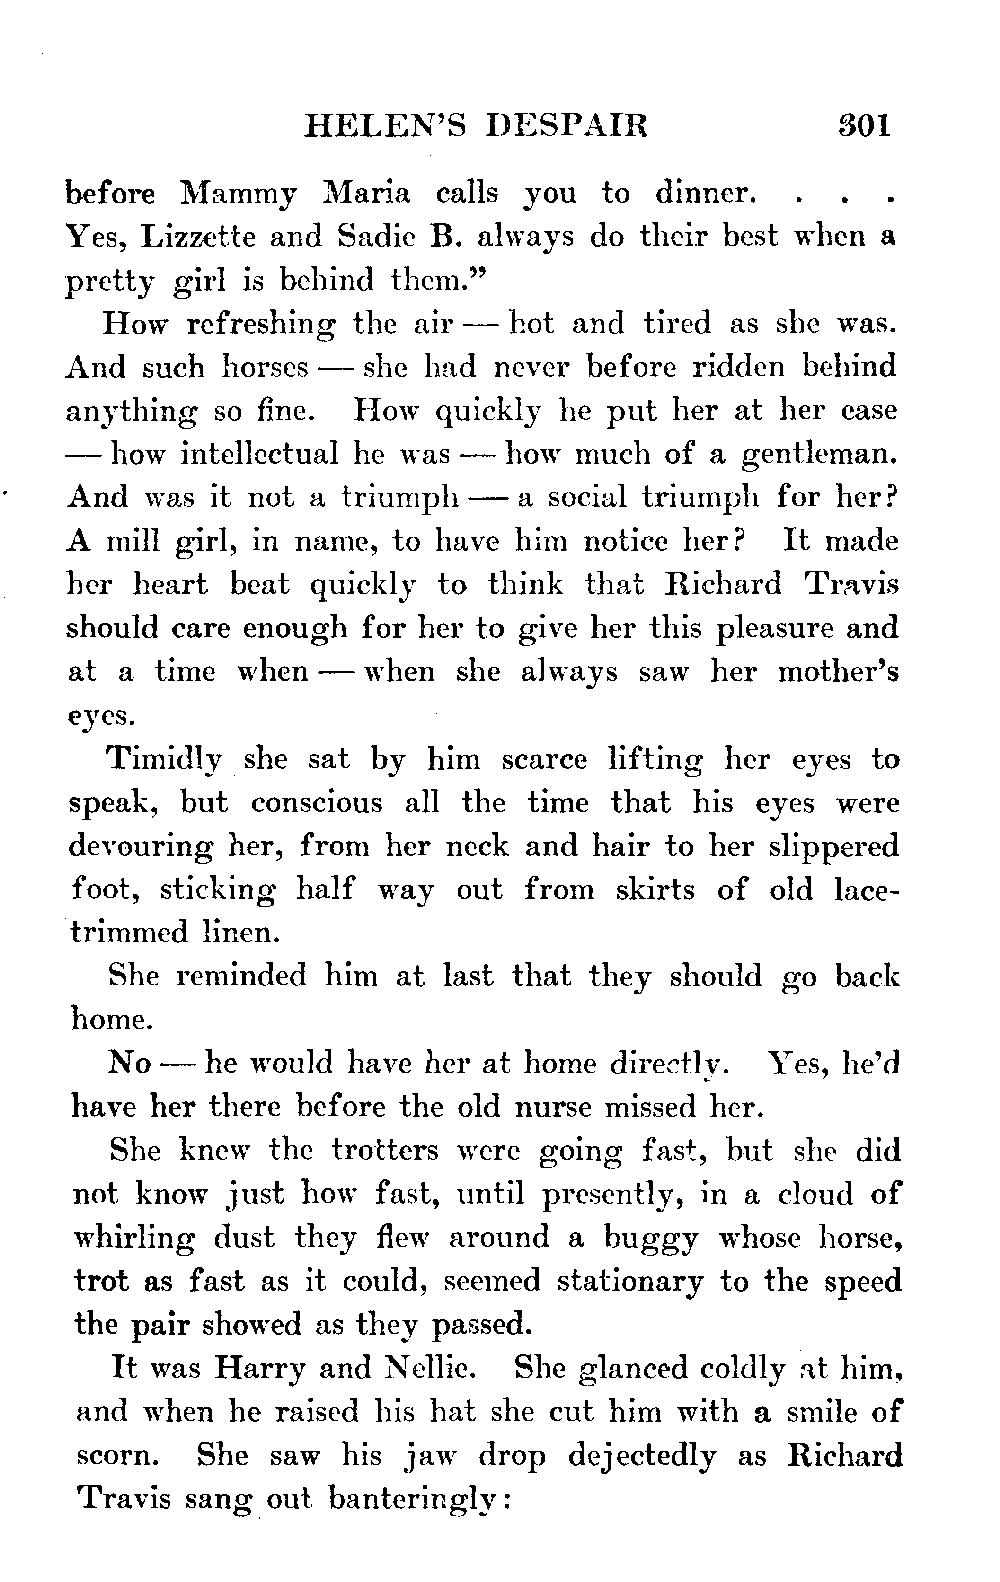 HELEN'S DESPAIR 301
before Mammy Maria calls you to dinner. . . .
Yes, Lizzette and Sadie B. always do their best when a
pretty girl is behind them."
How refreshing the air — hot and tired as she was.
And such horses — she had never before ridden behind
anything so fine. How quickly he put her at her ease
— how intellectual he was — how much of a gentleman.
And was it not a triumph — a social triumph for her?
A mill girl, in name, to have him notice her? It made
her heart beat quickly to think that Richard Travis
should care enough for her to give her this pleasure and
at a time when — when she always saw her mother's
eyes.
Timidly she sat by him scarce lifting her eyes to
speak, but conscious all the time that his eyes were
devouring her, from her neck and hair to her slippered
foot, sticking half way out from skirts of old lace-
trimmed linen.
She reminded him at last that they should go back
home.
No — he would have her at home directly. Yes, he'd
have her there before the old nurse missed her.
She knew the trotters were going fast, but she did
not know just how fast, until presently, in a cloud of
whirling dust they flew around a buggy whose horse,
trot as fast as it could, seemed stationary to the speed
the pair showed as they passed.
It was Harry and Nellie. She glanced coldly at him,
and when he raised his hat she cut him with a smile of
scorn. She saw his jaw drop dejectedly as Richard
Travis sang out banteringly: